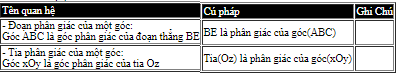 Tên quan hệ
Cú pháp
Ghi Chú
- Đoạn phân giác của một góc:
Góc ABC là góc phân giác của đoạn thẳng BE
BE là phân giác của góc(ABC)
- Tia phân giác của một góc:
Góc xOy là góc phân giác của tia Oz
Tia(Oz) là phân giác của góc(xOy)